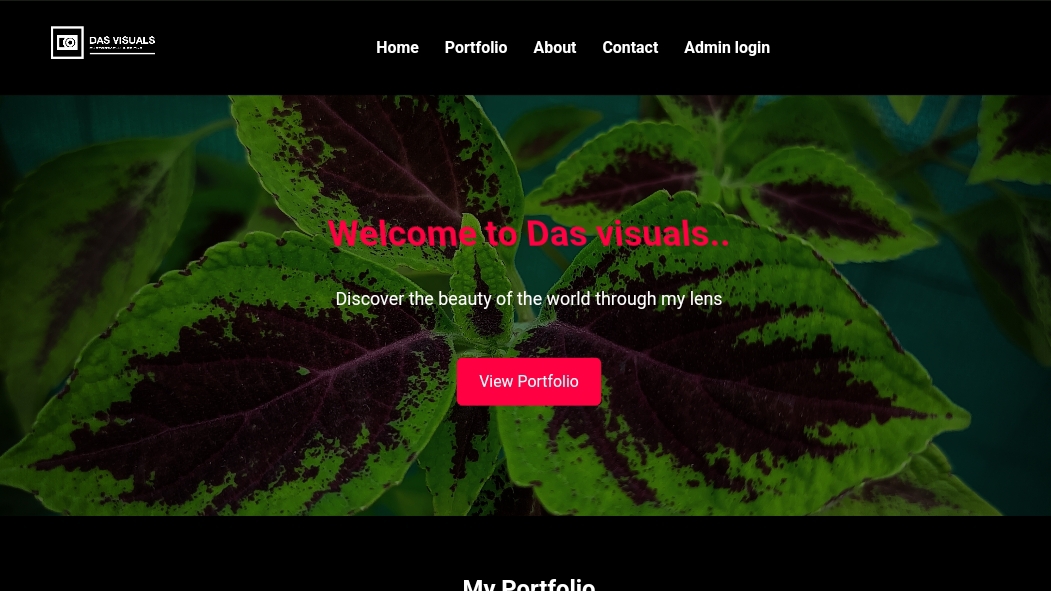 DAS VISUALS
Home Portfolio About Contact Admin login
Welcome to Das visuals..
Discover the beauty of the world through my lens
View Portfolio
My Portfolio